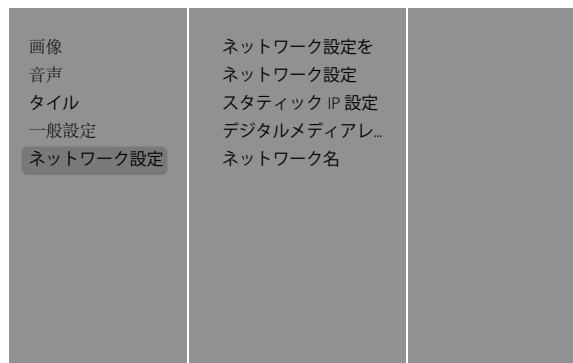 画像
音声
タイル
一般設定
ネットワーク設定
ネットワーク設定を
ネットワーク設定
スタティック IP 設定
デジタルメディアレ...
ネットワーク名